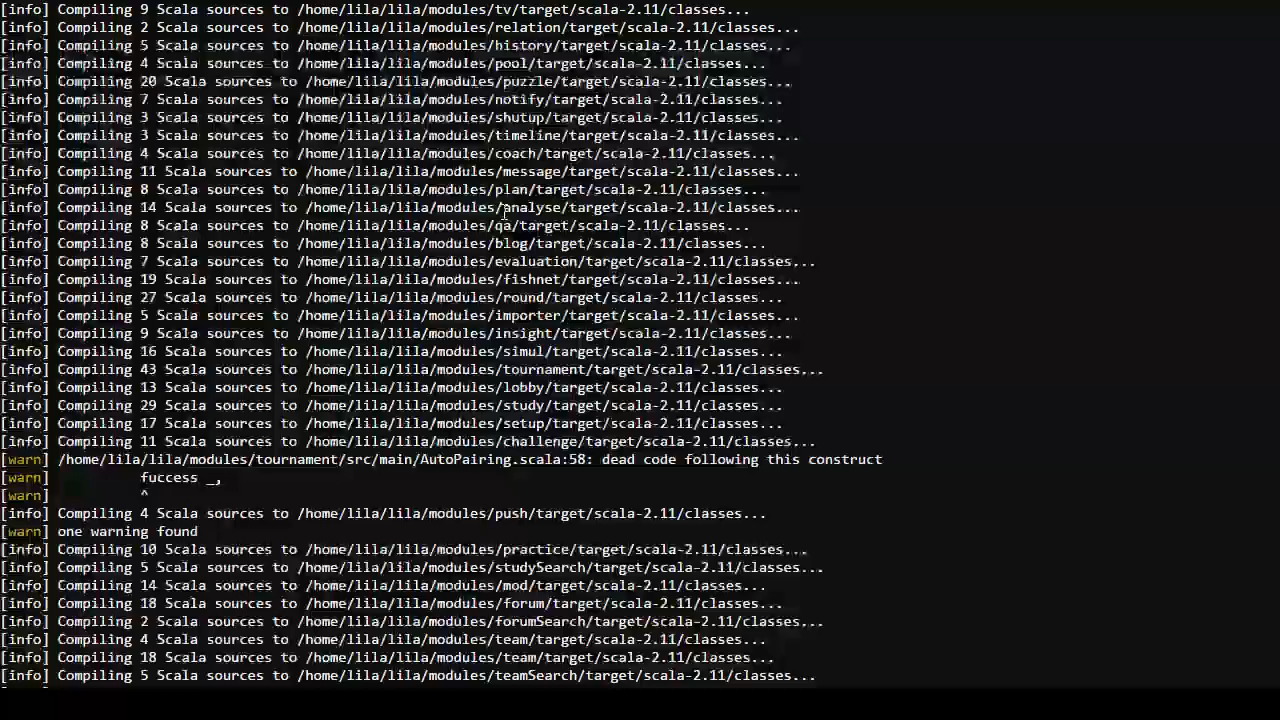 [info] Compiling 9 Scala sources to /home/lila/lila/modules/tv/target/scala-2.11/classes...
[info] Compiling 2 Scala sources to /home/lila/lila/modules/relation/target/scala-2.11/classes...
[info] Compiling 5 Scala sources to /home/lila/lila/modules/history/target/scala-2.11/classes...
[info] Compiling 4 Scala sources to /home/lila/lila/modules/pool/target/scala-2.11/classes...
[info] Compiling 20 Scala sources to /home/lila/lila/modules/puzzle/target/scala-2.11/classes...
[info] Compiling 7 Scala sources to /home/lila/lila/modules/notify/target/scala-2.11/classes...
[info] Compiling 3 Scala sources to /home/lila/lila/modules/shutup/target/scala-2.11/classes...
[info] Compiling 3 Scala sources to /home/lila/lila/modules/timeline/target/scala-2.11/classes...
[info] Compiling 4 Scala sources to /home/lila/lila/modules/coach/target/scala-2.11/classes...
[info] Compiling 11 Scala sources to /home/lila/lila/modules/message/target/scala-2.11/classes...
[info] Compiling 8 Scala sources to /home/lila/lila/modules/plan/target/scala-2.11/classes...
[info] Compiling 14 Scala sources to /home/lila/lila/modules/analyse/target/scala-2.11/classes...
[info] Compiling 8 Scala sources to /home/lila/lila/modules/qa/target/scala-2.11/classes...
[info] Compiling 8 Scala sources to /home/lila/lila/modules/blog/target/scala-2.11/classes...
[info] Compiling 7 Scala sources to /home/lila/lila/modules/evaluation/target/scala-2.11/classes...
[info] Compiling 19 Scala sources to /home/lila/lila/modules/fishnet/target/scala-2.11/classes...
[info] Compiling 27 Scala sources to /home/lila/lila/modules/round/target/scala-2.11/classes...
[info] Compiling 5 Scala sources to /home/lila/lila/modules/importer/target/scala-2.11/classes...
[info] Compiling 9 Scala sources to /home/lila/lila/modules/insight/target/scala-2.11/classes...
[info] Compiling 16 Scala sources to /home/lila/lila/modules/simul/target/scala-2.11/classes...
[info] Compiling 43 Scala sources to /home/lila/lila/modules/tournament/target/scala-2.11/classes...
[info] Compiling 13 Scala sources to /home/lila/lila/modules/lobby/target/scala-2.11/classes...
[info] Compiling 29 Scala sources to /home/lila/lila/modules/study/target/scala-2.11/classes...
[info] Compiling 17 Scala sources to /home/lila/lila/modules/setup/target/scala-2.11/classes...
[info] Compiling 11 Scala sources to /home/lila/lila/modules/challenge/target/scala-2.11/classes...
[warn] /home/lila/lila/modules/tournament/src/main/AutoPairing.scala:58: dead code following this construct
[warn]           fuccess _,
[warn]           ^
[info] Compiling 4 Scala sources to /home/lila/lila/modules/push/target/scala-2.11/classes...
[warn] one warning found
[info] Compiling 10 Scala sources to /home/lila/lila/modules/practice/target/scala-2.11/classes...
[info] Compiling 5 Scala sources to /home/lila/lila/modules/studySearch/target/scala-2.11/classes...
[info] Compiling 14 Scala sources to /home/lila/lila/modules/mod/target/scala-2.11/classes...
[info] Compiling 18 Scala sources to /home/lila/lila/modules/forum/target/scala-2.11/classes...
[info] Compiling 2 Scala sources to /home/lila/lila/modules/forumSearch/target/scala-2.11/classes...
[info] Compiling 4 Scala sources to /home/lila/lila/modules/team/target/scala-2.11/classes...
[info] Compiling 18 Scala sources to /home/lila/lila/modules/team/target/scala-2.11/classes...
[info] Compiling 5 Scala sources to /home/lila/lila/modules/teamSearch/target/scala-2.11/classes...